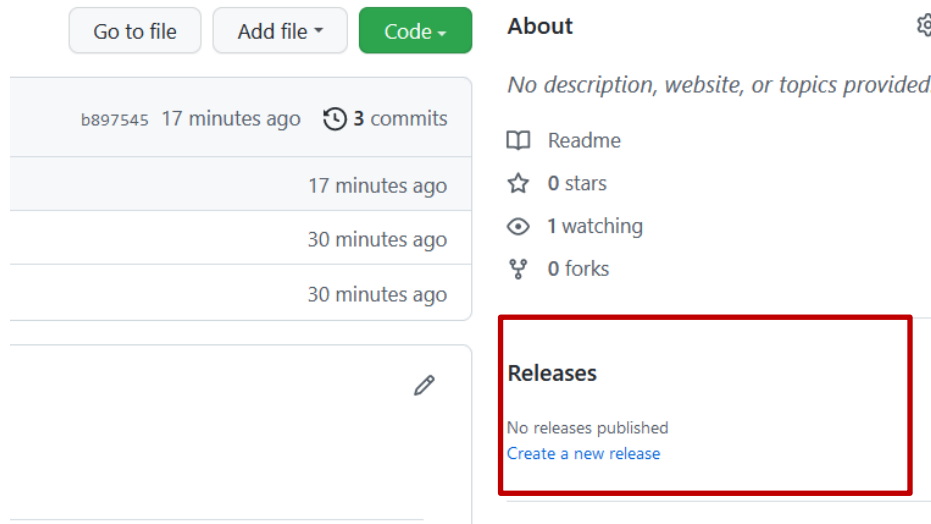 Go to file Add file Code
b897545 17 minutes ago 3 commits
17 minutes ago
30 minutes ago
30 minutes ago
About
No description, website, or topics provided.
Readme
0 stars
1 watching
0 forks
Releases
No releases published
Create a new release